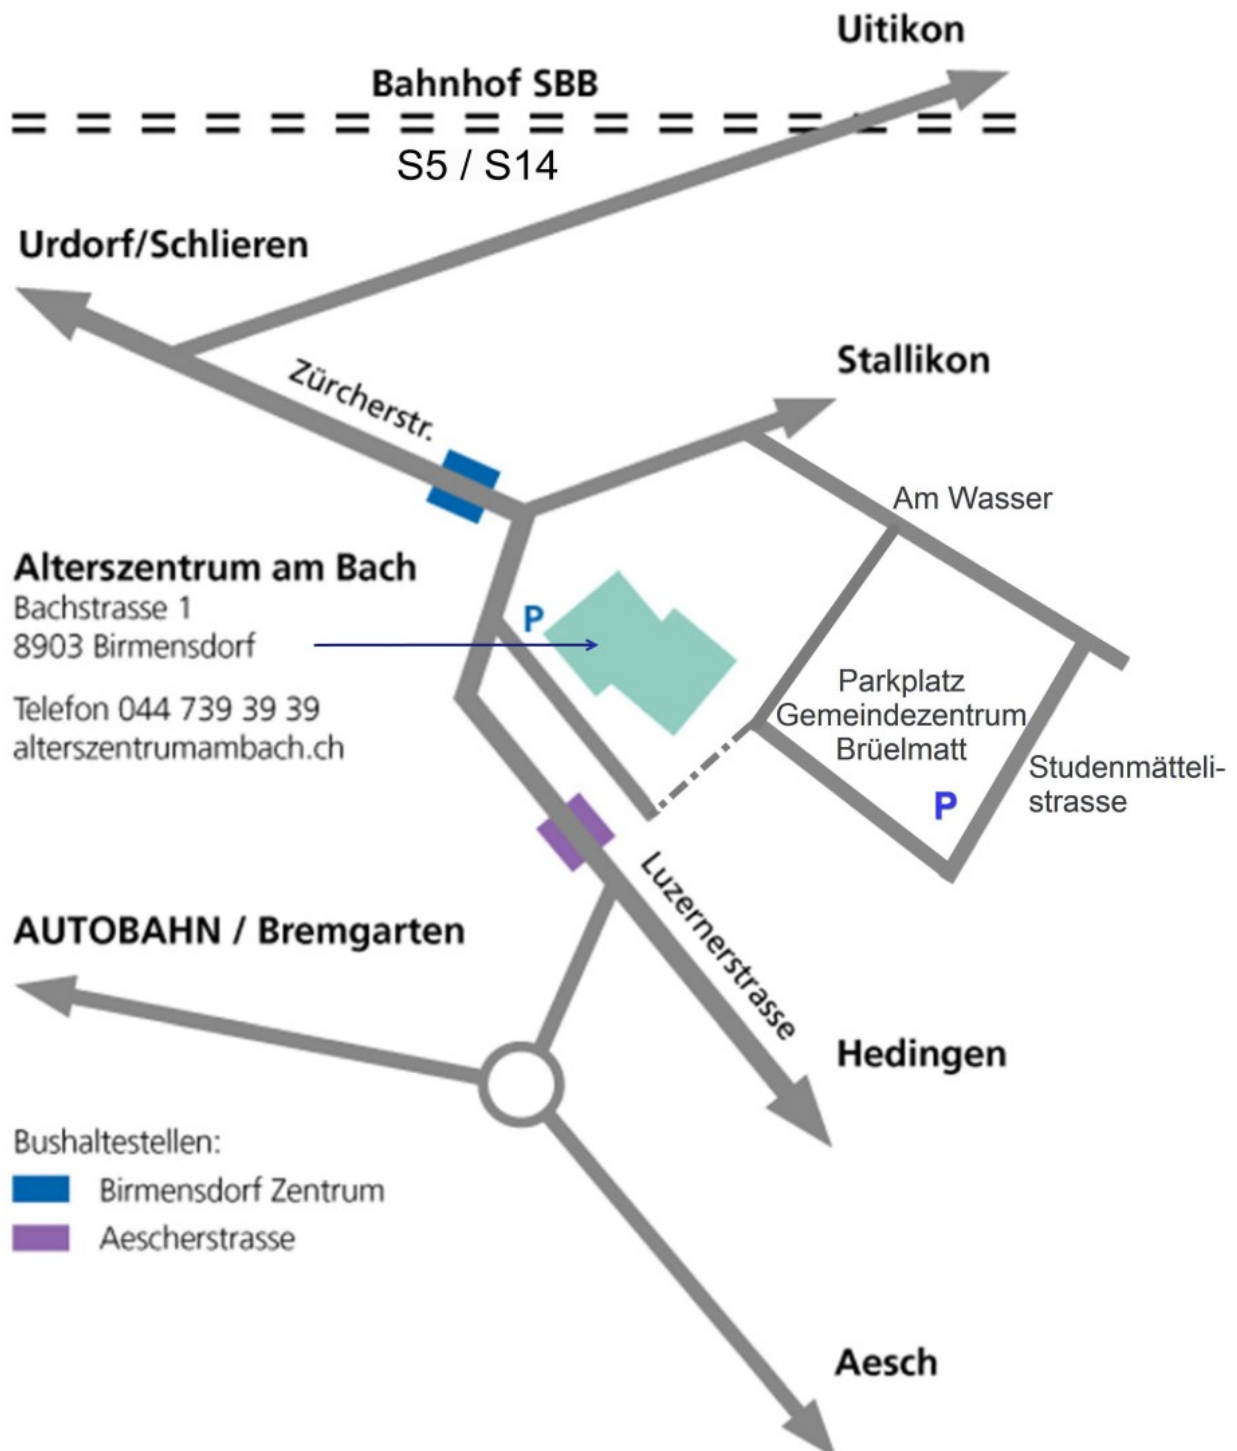 Uitikon
Bahnhof SBB
S5 / S14
Urdorf/Schlieren
Zürcherstr.
Stallikon
Am Wasser
Alterszentrum am Bach
Bachstrasse 1
8903 Birmensdorf
Telefon 044 739 39 39
alterszentrumambach.ch
P
Parkplatz
Gemeindezentrum
Brüelmatt
P
Studenmätteli-
strasse
Luzernerstrasse
AUTOBAHN / Bremgarten
Hedingen
Bushaltestellen:
Birmensdorf Zentrum
Aescherstrasse
Aesch